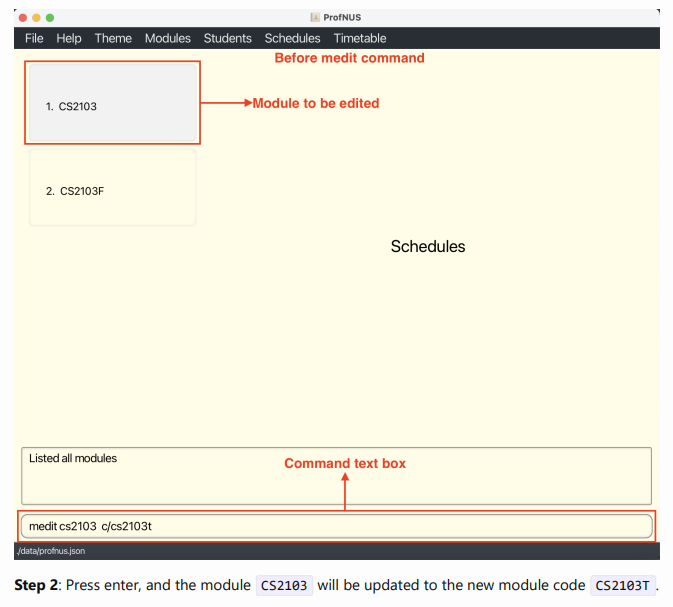 ProfNUS
File Help Theme Modules Students Schedules Timetable
Before medit command
1. CS2103
Module to be edited
2. CS2103F
Schedules
Listed all modules
Command text box
medit cs2103 c/cs2103t
./data/profnus.json
Step 2: Press enter, and the module CS2103 will be updated to the new module code CS2103T.